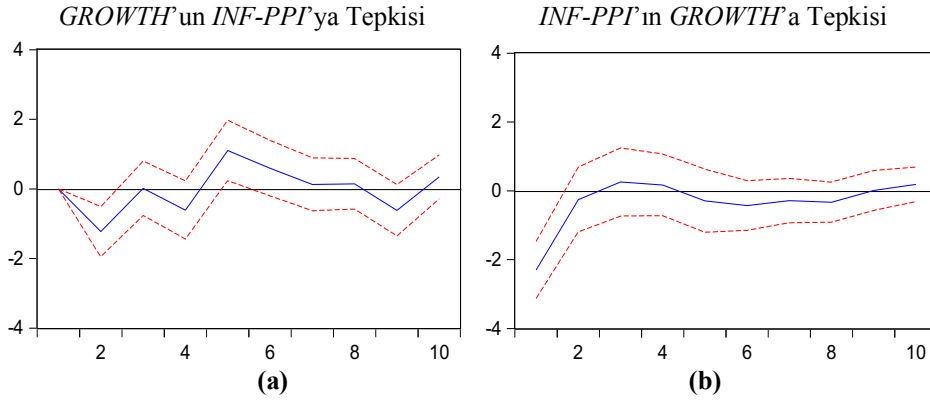 GROWTH'un INF-PPI'ya Tepkisi
INF-PPI'ın GROWTH'a Tepkisi
4
2
0
-2
-4
2 4 6 8 10
(a)
4
2
0
-2
-4
2 4 6 8 10
(b)